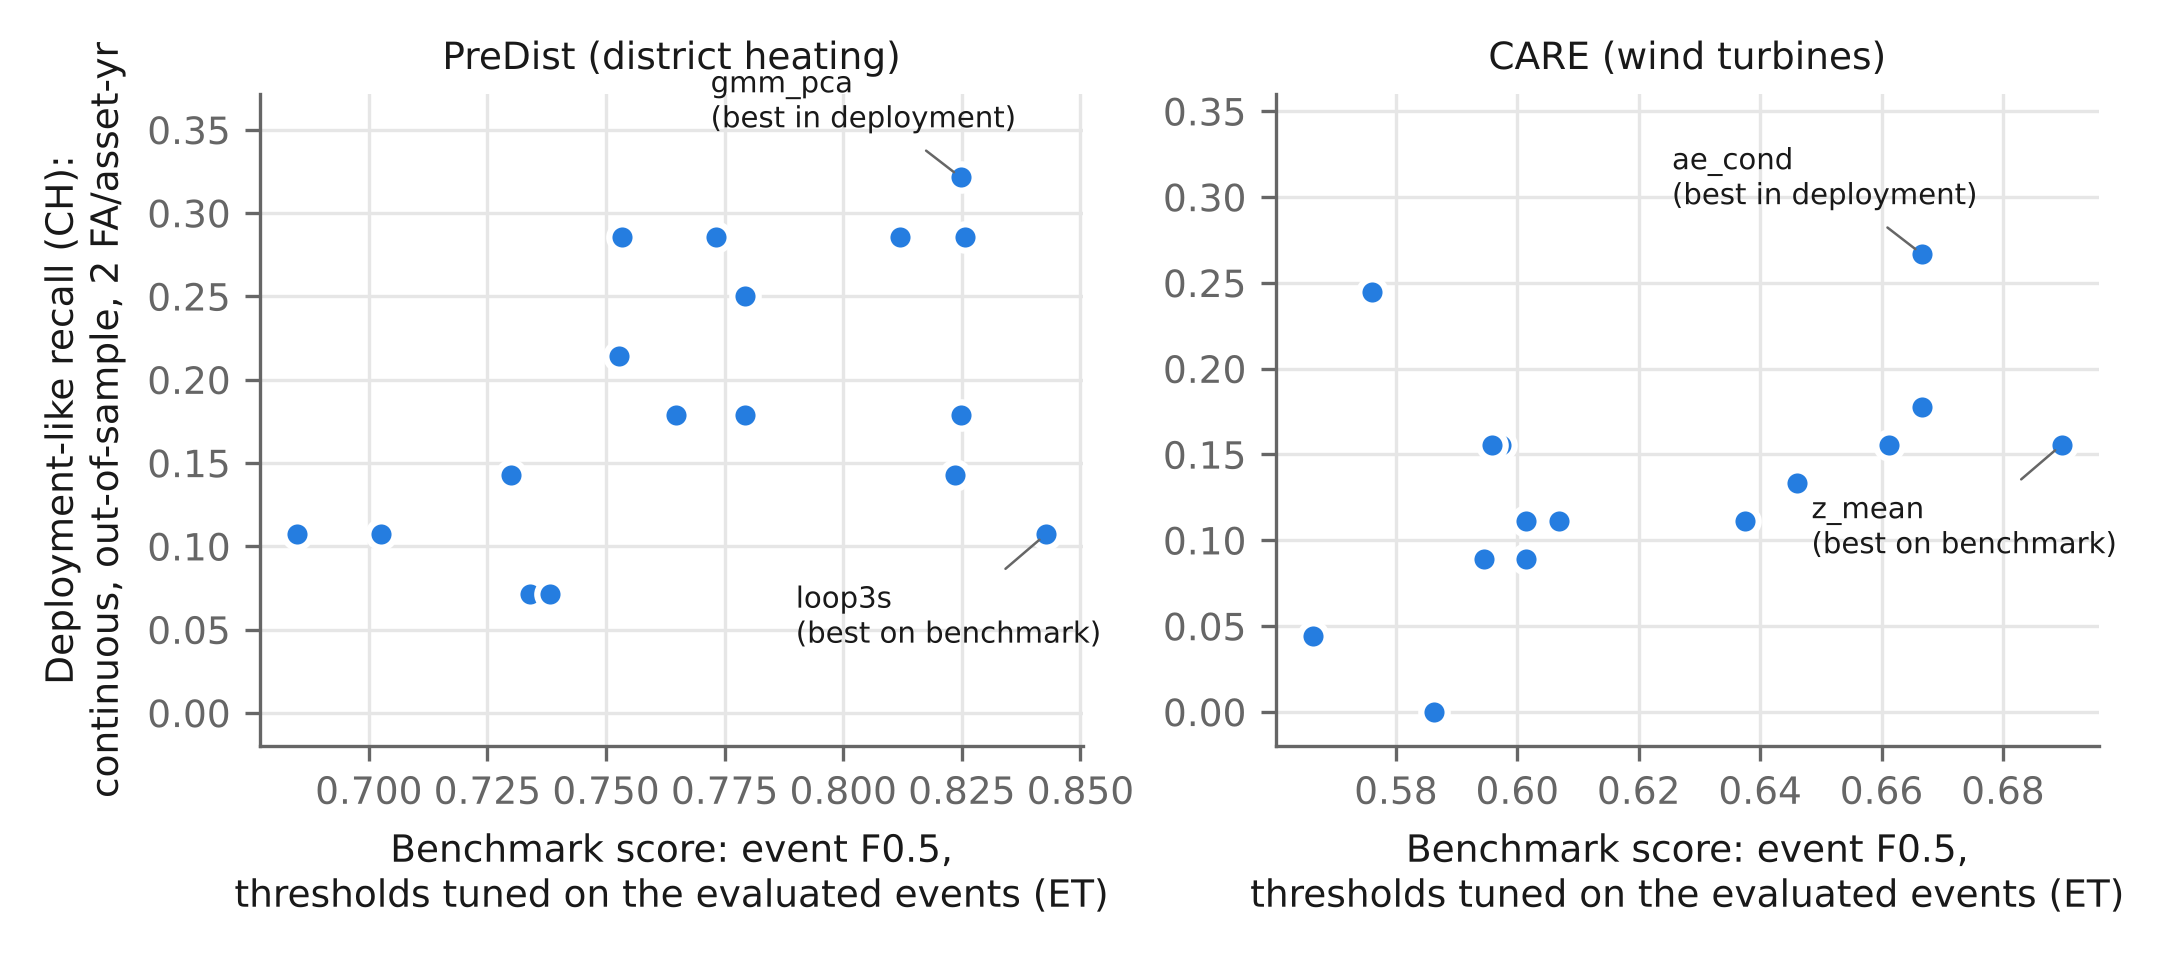 PreDist (district heating)
gmm_pca
(best in deployment)
Deployment-like recall (CH):
continuous, out-of-sample, 2 FA/asset-yr
0.35
0.30
0.25
0.20
0.15
0.10
0.05
0.00
loop3s
(best on benchmark)
0.700 0.725 0.750 0.775 0.800 0.825 0.850
Benchmark score: event F0.5,
thresholds tuned on the evaluated events (ET)
CARE (wind turbines)
0.35
0.30
0.25
0.20
0.15
0.10
0.05
0.00
ae_cond
(best in deployment)
z_mean
(best on benchmark)
0.58 0.60 0.62 0.64 0.66 0.68
Benchmark score: event F0.5,
thresholds tuned on the evaluated events (ET)